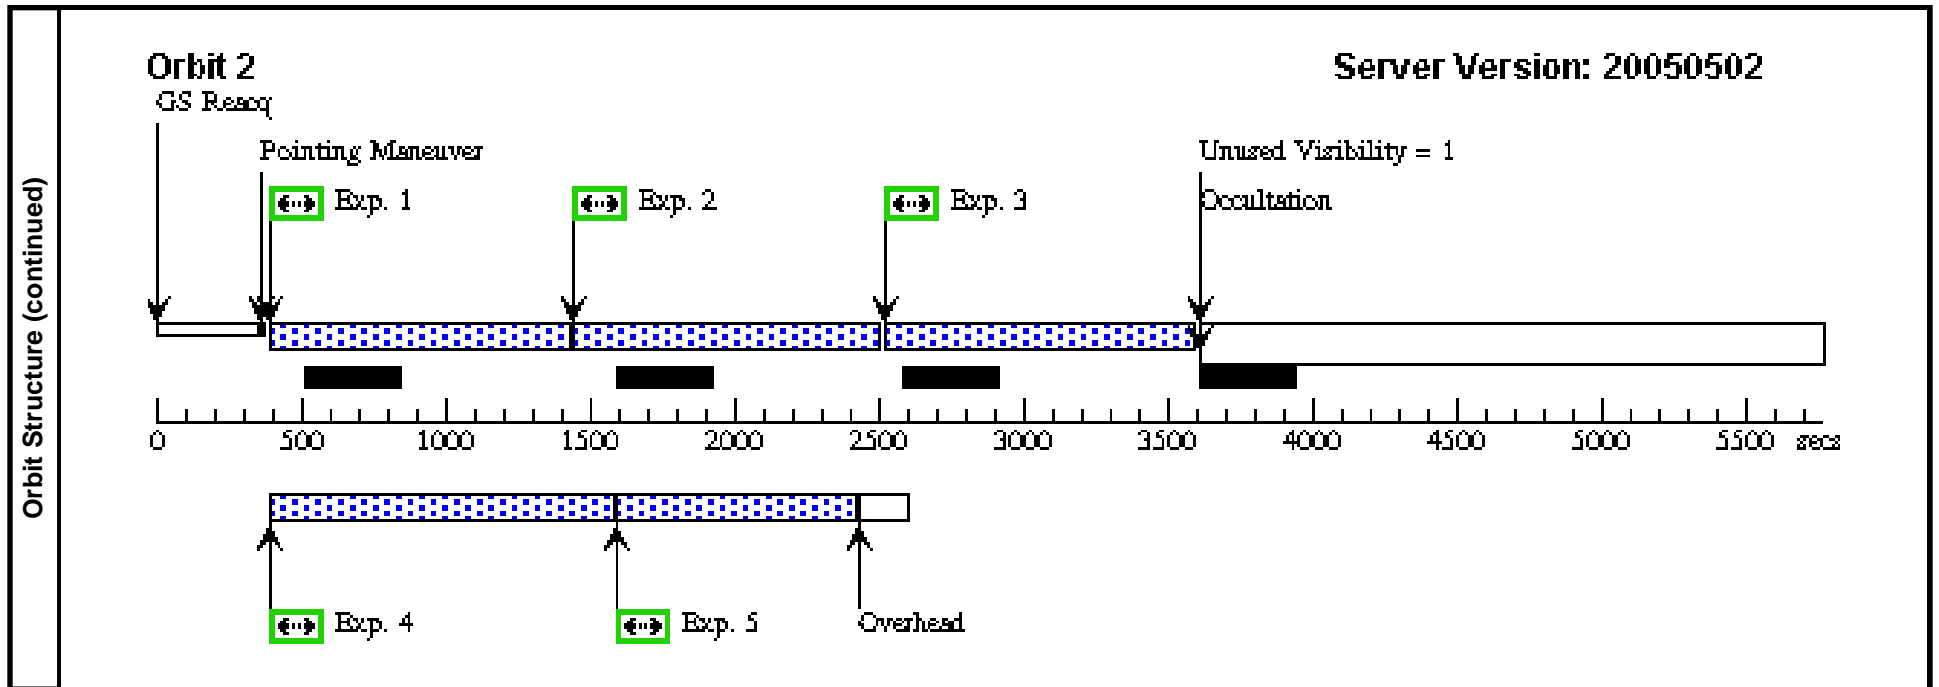 Orbit Structure (continued)
Orbit 2
Server Version: 20050502
GS Reacq
Pointing Maneuver
Unused Visibility = 1
Exp. 1
Exp. 2
Exp. 3
Occultation
0 500 1000 1500 2000 2500 3000 3500 4000 4500 5000 5500 secs
Exp. 4
Exp. 5
Overhead